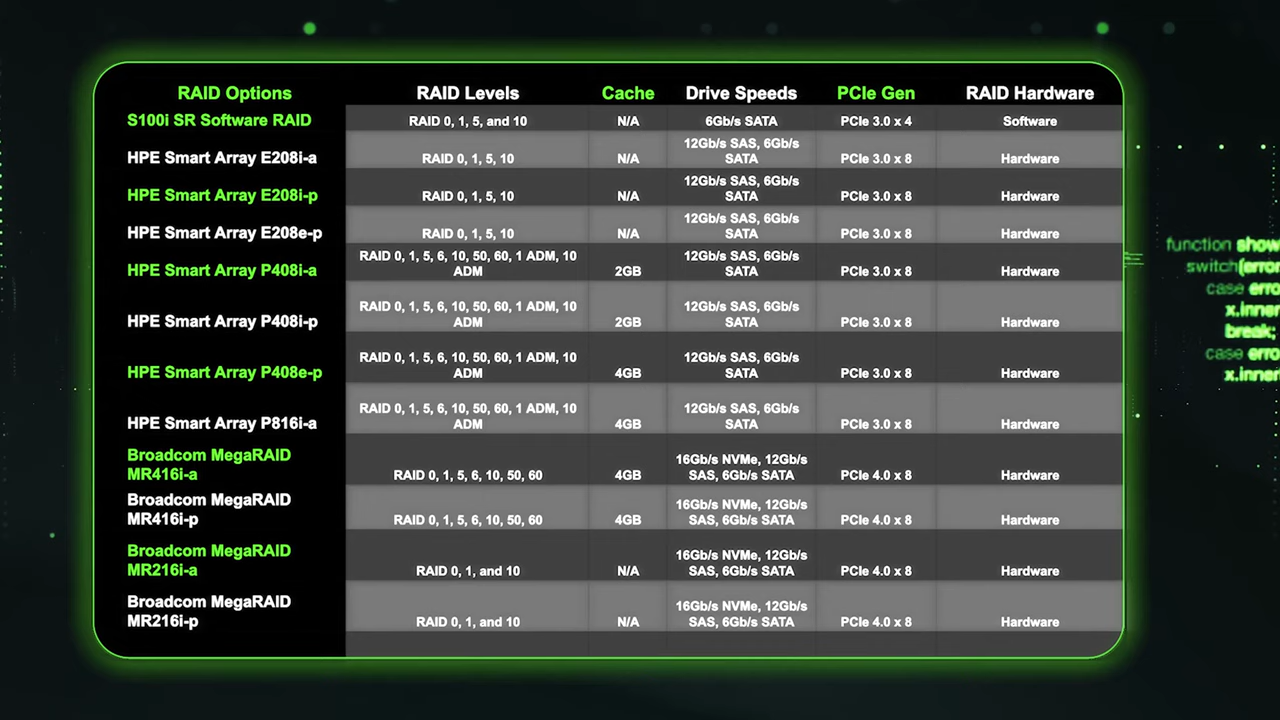 RAID Options RAID Levels Cache Drive Speeds PCIe Gen RAID Hardware
S100i SR Software RAID RAID 0, 1, 5, and 10 N/A 6Gb/s SATA PCIe 3.0 x 4 Software
HPE Smart Array E208i-a RAID 0, 1, 5, 10 N/A 12Gb/s SAS, 6Gb/s
SATA PCIe 3.0 x 8 Hardware
HPE Smart Array E208i-p RAID 0, 1, 5, 10 N/A 12Gb/s SAS, 6Gb/s
SATA PCIe 3.0 x 8 Hardware
HPE Smart Array E208e-p RAID 0, 1, 5, 10 N/A 12Gb/s SAS, 6Gb/s
SATA PCIe 3.0 x 8 Hardware
HPE Smart Array P408i-a RAID 0, 1, 5, 6, 10, 50, 60, 1 ADM, 10
ADM 2GB 12Gb/s SAS, 6Gb/s
SATA PCIe 3.0 x 8 Hardware
HPE Smart Array P408i-p RAID 0, 1, 5, 6, 10, 50, 60, 1 ADM, 10
ADM 2GB 12Gb/s SAS, 6Gb/s
SATA PCIe 3.0 x 8 Hardware
HPE Smart Array P408e-p RAID 0, 1, 5, 6, 10, 50, 60, 1 ADM, 10
ADM 4GB 12Gb/s SAS, 6Gb/s
SATA PCIe 3.0 x 8 Hardware
HPE Smart Array P816i-a RAID 0, 1, 5, 6, 10, 50, 60, 1 ADM, 10
ADM 4GB 12Gb/s SAS, 6Gb/s
SATA PCIe 3.0 x 8 Hardware
Broadcom MegaRAID
MR416i-a RAID 0, 1, 5, 6, 10, 50, 60 4GB 16Gb/s NVMe, 12Gb/s
SAS, 6Gb/s SATA PCIe 4.0 x 8 Hardware
Broadcom MegaRAID
MR416i-p RAID 0, 1, 5, 6, 10, 50, 60 4GB 16Gb/s NVMe, 12Gb/s
SAS, 6Gb/s SATA PCIe 4.0 x 8 Hardware
Broadcom MegaRAID
MR216i-a RAID 0, 1, and 10 N/A 16Gb/s NVMe, 12Gb/s
SAS, 6Gb/s SATA PCIe 4.0 x 8 Hardware
Broadcom MegaRAID
MR216i-p RAID 0, 1, and 10 N/A 16Gb/s NVMe, 12Gb/s
SAS, 6Gb/s SATA PCIe 4.0 x 8 Hardware
function show
switch(error
case erro
x.inner
break;
case erro
x.inner